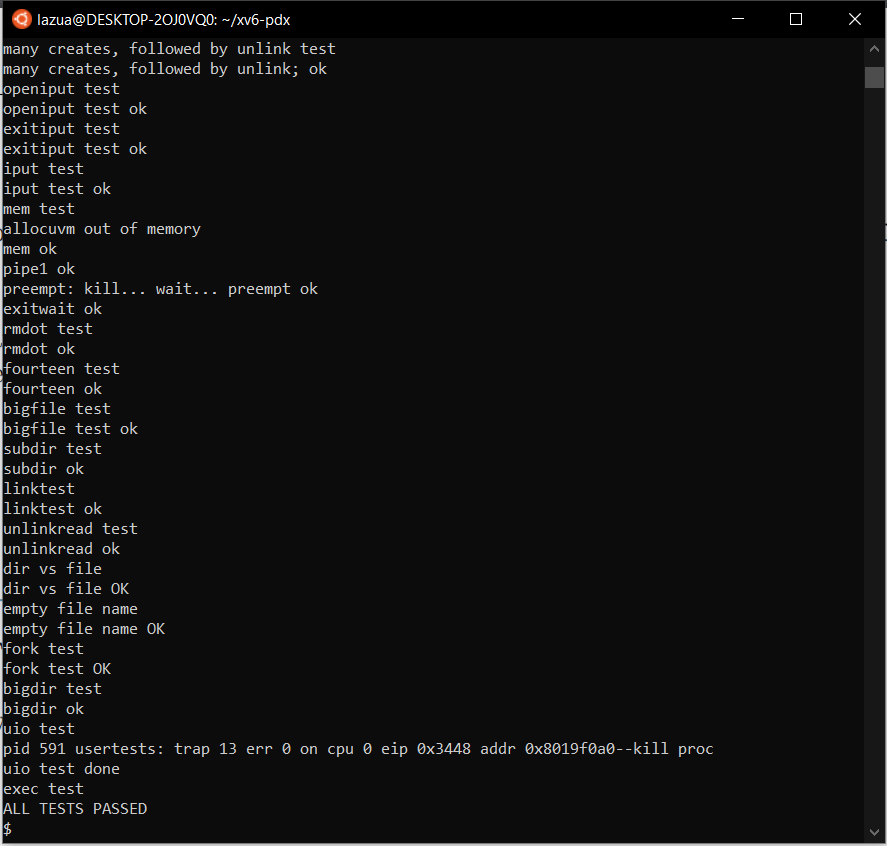 lazua@DESKTOP-2OJ0VQ0: ~/xv6-pdx
many creates, followed by unlink test
many creates, followed by unlink; ok
openiput test
openiput test ok
exitiput test
exitiput test ok
iput test
iput test ok
mem test
allocuvm out of memory
mem ok
pipe1 ok
preempt: kill... wait... preempt ok
exitwait ok
rmdot test
rmdot ok
fourteen test
fourteen ok
bigfile test
bigfile test ok
subdir test
subdir ok
linktest
linktest ok
unlinkread test
unlinkread ok
dir vs file
dir vs file OK
empty file name
empty file name OK
fork test
fork test OK
bigdir test
bigdir ok
uio test
pid 591 usertests: trap 13 err 0 on cpu 0 eip 0x3448 addr 0x8019f0a0--kill proc
uio test done
exec test
ALL TESTS PASSED
$